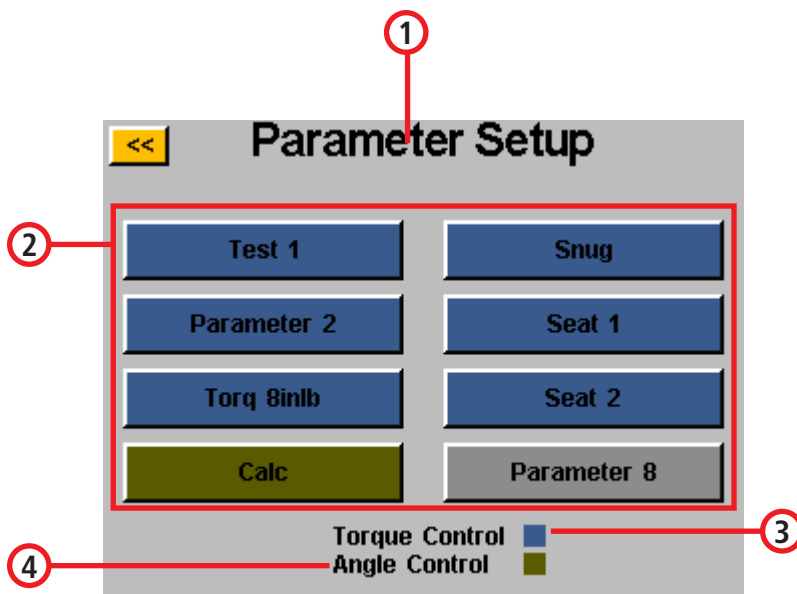 1
<< Parameter Setup
2
Test 1 Snug
Parameter 2 Seat 1
Torq 8inlb Seat 2
Calc Parameter 8
Torque Control 3
4 Angle Control